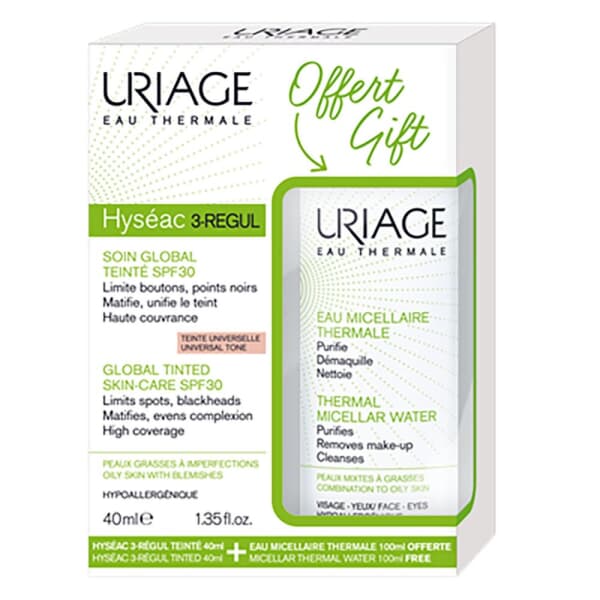 URIAGE
EAU THERMALE
URIAGE
EAU THERMALE
Offert
Gift
Hyséac 3-REGUL
SOIN GLOBAL
TEINTÉ SPF30
Limite boutons, points noirs
Matifie, unifie le teint
Haute couvrance
TEINTE UNIVERSELLE
UNIVERSAL TONE
GLOBAL TINTED
SKIN-CARE SPF30
Limits spots, blackheads
Matifies, evens complexion
High coverage
PEAUX GRASSES À IMPERFECTIONS
OILY SKIN WITH BLEMISHES
HYPOALLERGÉNIQUE
40ml e 1.35 fl.oz.
URIAGE
EAU THERMALE
EAU MICELLAIRE
THERMALE
Purifie
Démaquille
Nettoie
THERMAL
MICELLAR WATER
Purifies
Removes make-up
Cleanses
PEAUX MIXTES À GRASSES
COMBINATION TO OILY SKIN
VISAGE - YEUX / FACE - EYES
HYPOALLERGÉNIQUE
HYSÉAC 3-RÉGUL TEINTÉ 40ml + EAU MICELLAIRE THERMALE 100ml OFFERTE
HYSÉAC 3-RÉGUL TINTED 40ml MICELLAR THERMAL WATER 100ml FREE